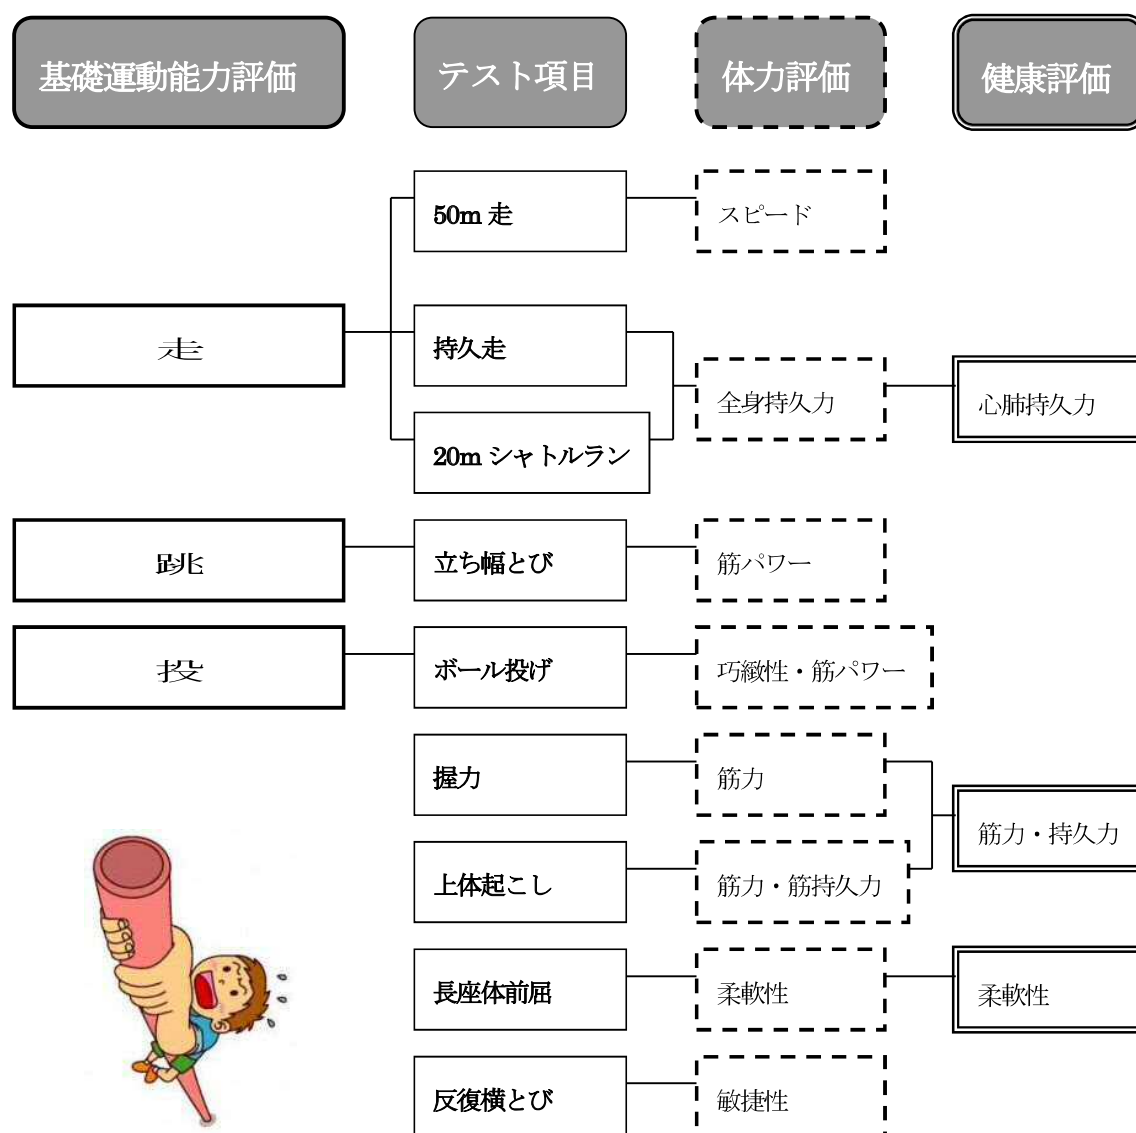 基礎運動能力評価
テスト項目
体力評価
健康評価
50m 走
スピード
走
持久走
全身持久力
心肺持久力
20m シャトルラン
跳
立ち幅とび
筋パワー
投
ボール投げ
巧緻性・筋パワー
握力
筋力
筋力・持久力
上体起こし
筋力・筋持久力
長座体前屈
柔軟性
柔軟性
反復横とび
敏捷性